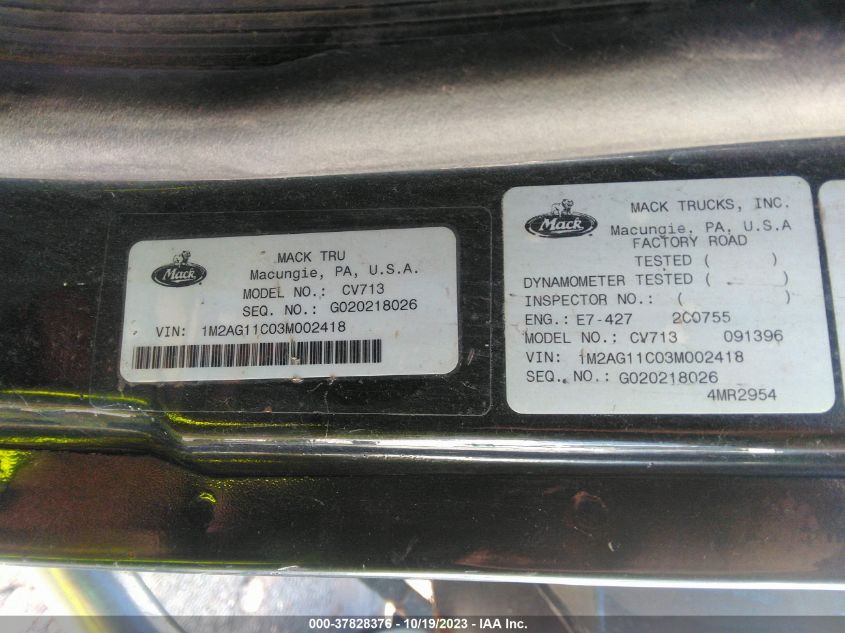 Mack
MACK TRU
Macungie, PA, U.S.A.
MODEL NO.: CV713
SEQ. NO.: G020218026
VIN: 1M2AG11C03M002418
Mack
MACK TRUCKS, INC.
Macungie, PA, U.S.A
FACTORY ROAD
TESTED ( )
DYNAMOMETER TESTED ( )
INSPECTOR NO.: ( )
ENG.: E7-427 2C0755
MODEL NO.: CV713 091396
VIN: 1M2AG11C03M002418
SEQ. NO.: G020218026
4MR2954
000-37828376 - 10/19/2023 - IAA Inc.